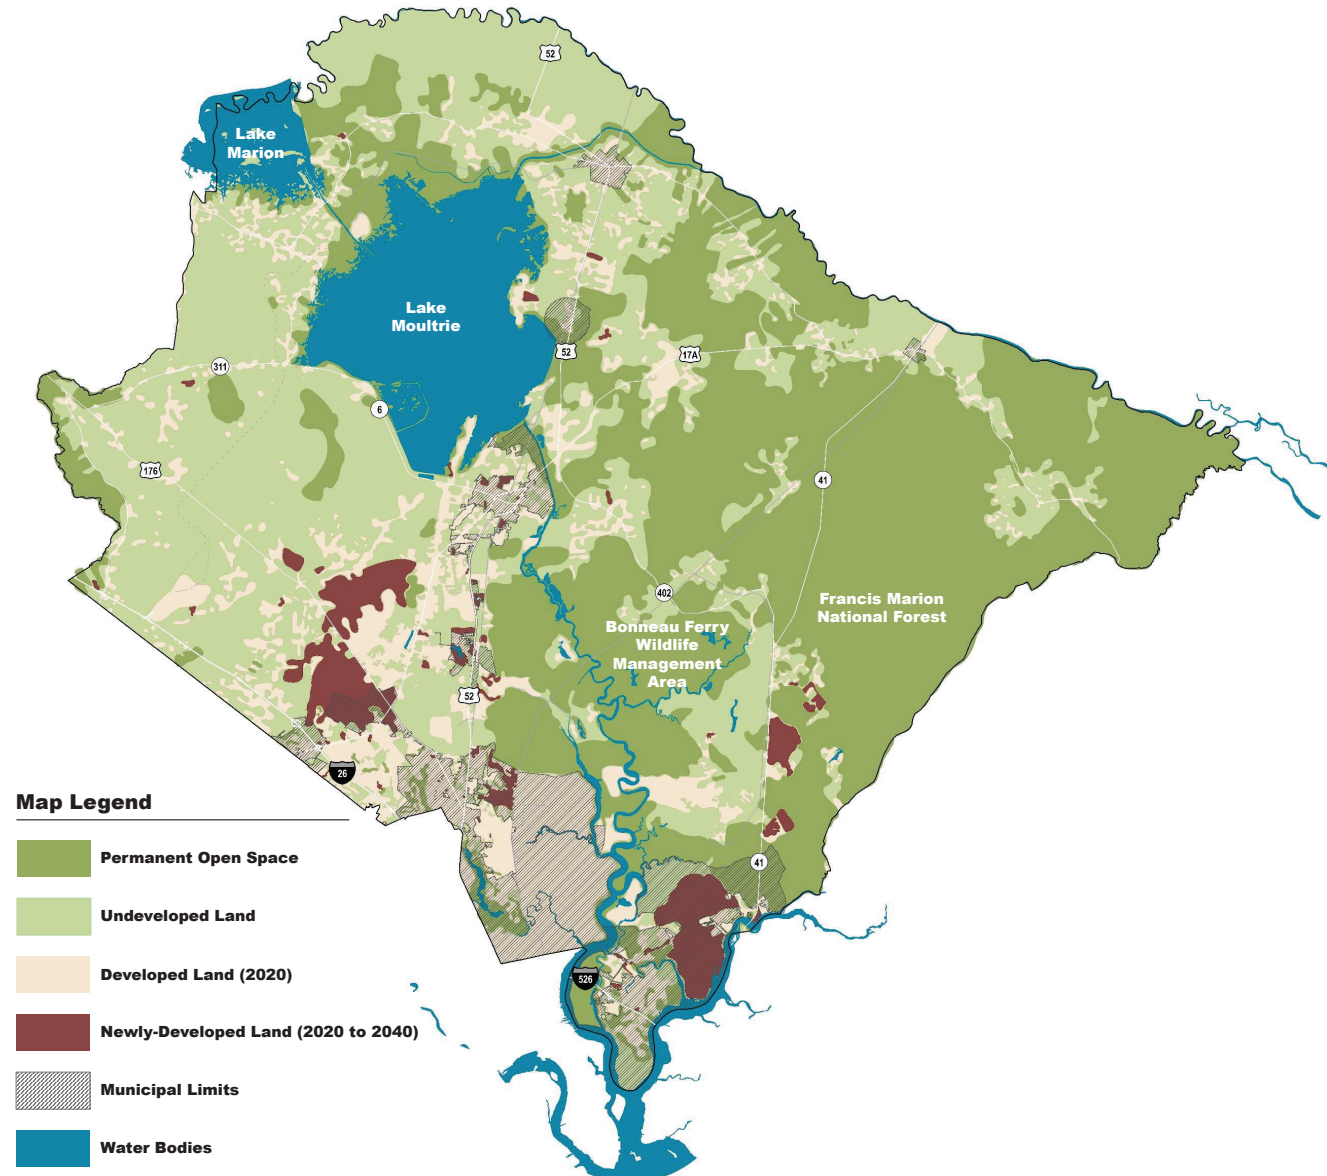 52
Lake
Marion
Lake
Moultrie
52
17A
311
6
176
41
402
Francis Marion
National Forest
Bonneau Ferry
Wildlife
Management
Area
52
26
41
526
Map Legend
Permanent Open Space
Undeveloped Land
Developed Land (2020)
Newly-Developed Land (2020 to 2040)
Municipal Limits
Water Bodies